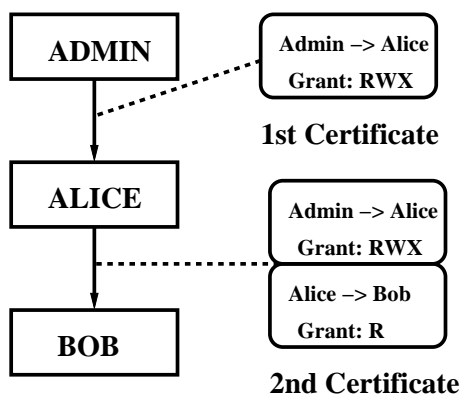 ADMIN
Admin −> Alice
Grant: RWX
1st Certificate
ALICE
Admin −> Alice
Grant: RWX
Alice −> Bob
Grant: R
BOB
2nd Certificate